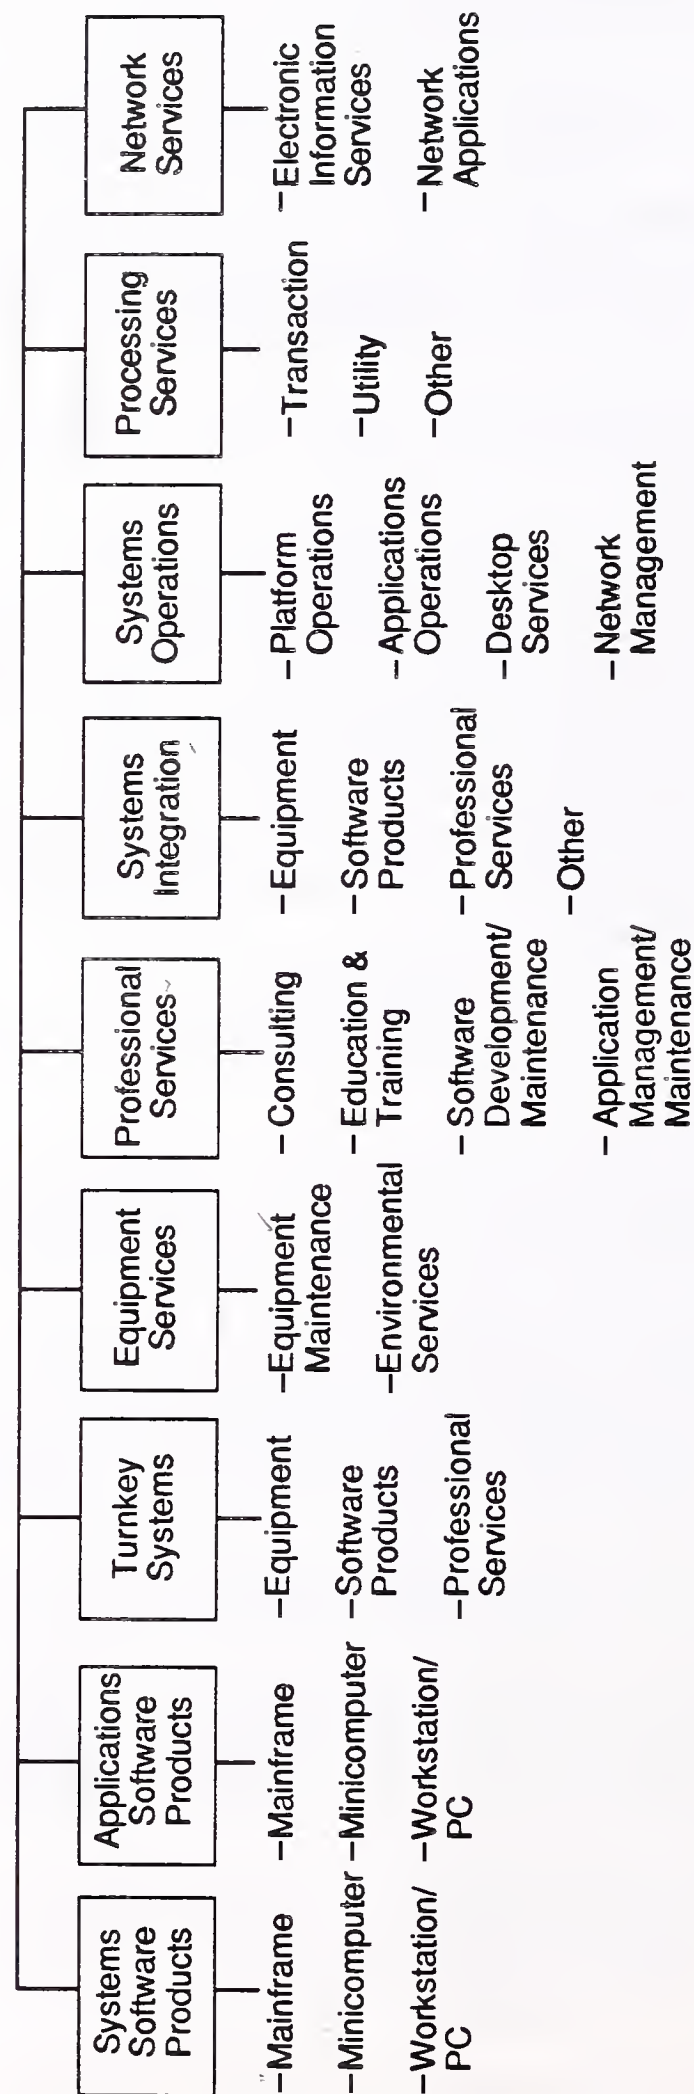 Systems
Software
Products
–Mainframe
–Minicomputer
–Workstation/
PC
Applications
Software
Products
–Mainframe
–Minicomputer
–Workstation/
PC
Turnkey
Systems
–Equipment
–Software
Products
–Professional
Services
Equipment
Services
–Equipment
Maintenance
–Environmental
Services
Professional
Services
–Consulting
–Education &
Training
–Software
Development/
Maintenance
–Application
Management/
Maintenance
Systems
Integration
–Equipment
–Software
Products
–Professional
Services
–Other
Systems
Operations
–Platform
Operations
–Applications
Operations
–Desktop
Services
–Network
Management
Processing
Services
–Transaction
–Utility
–Other
Network
Services
–Electronic
Information
Services
–Network
Applications